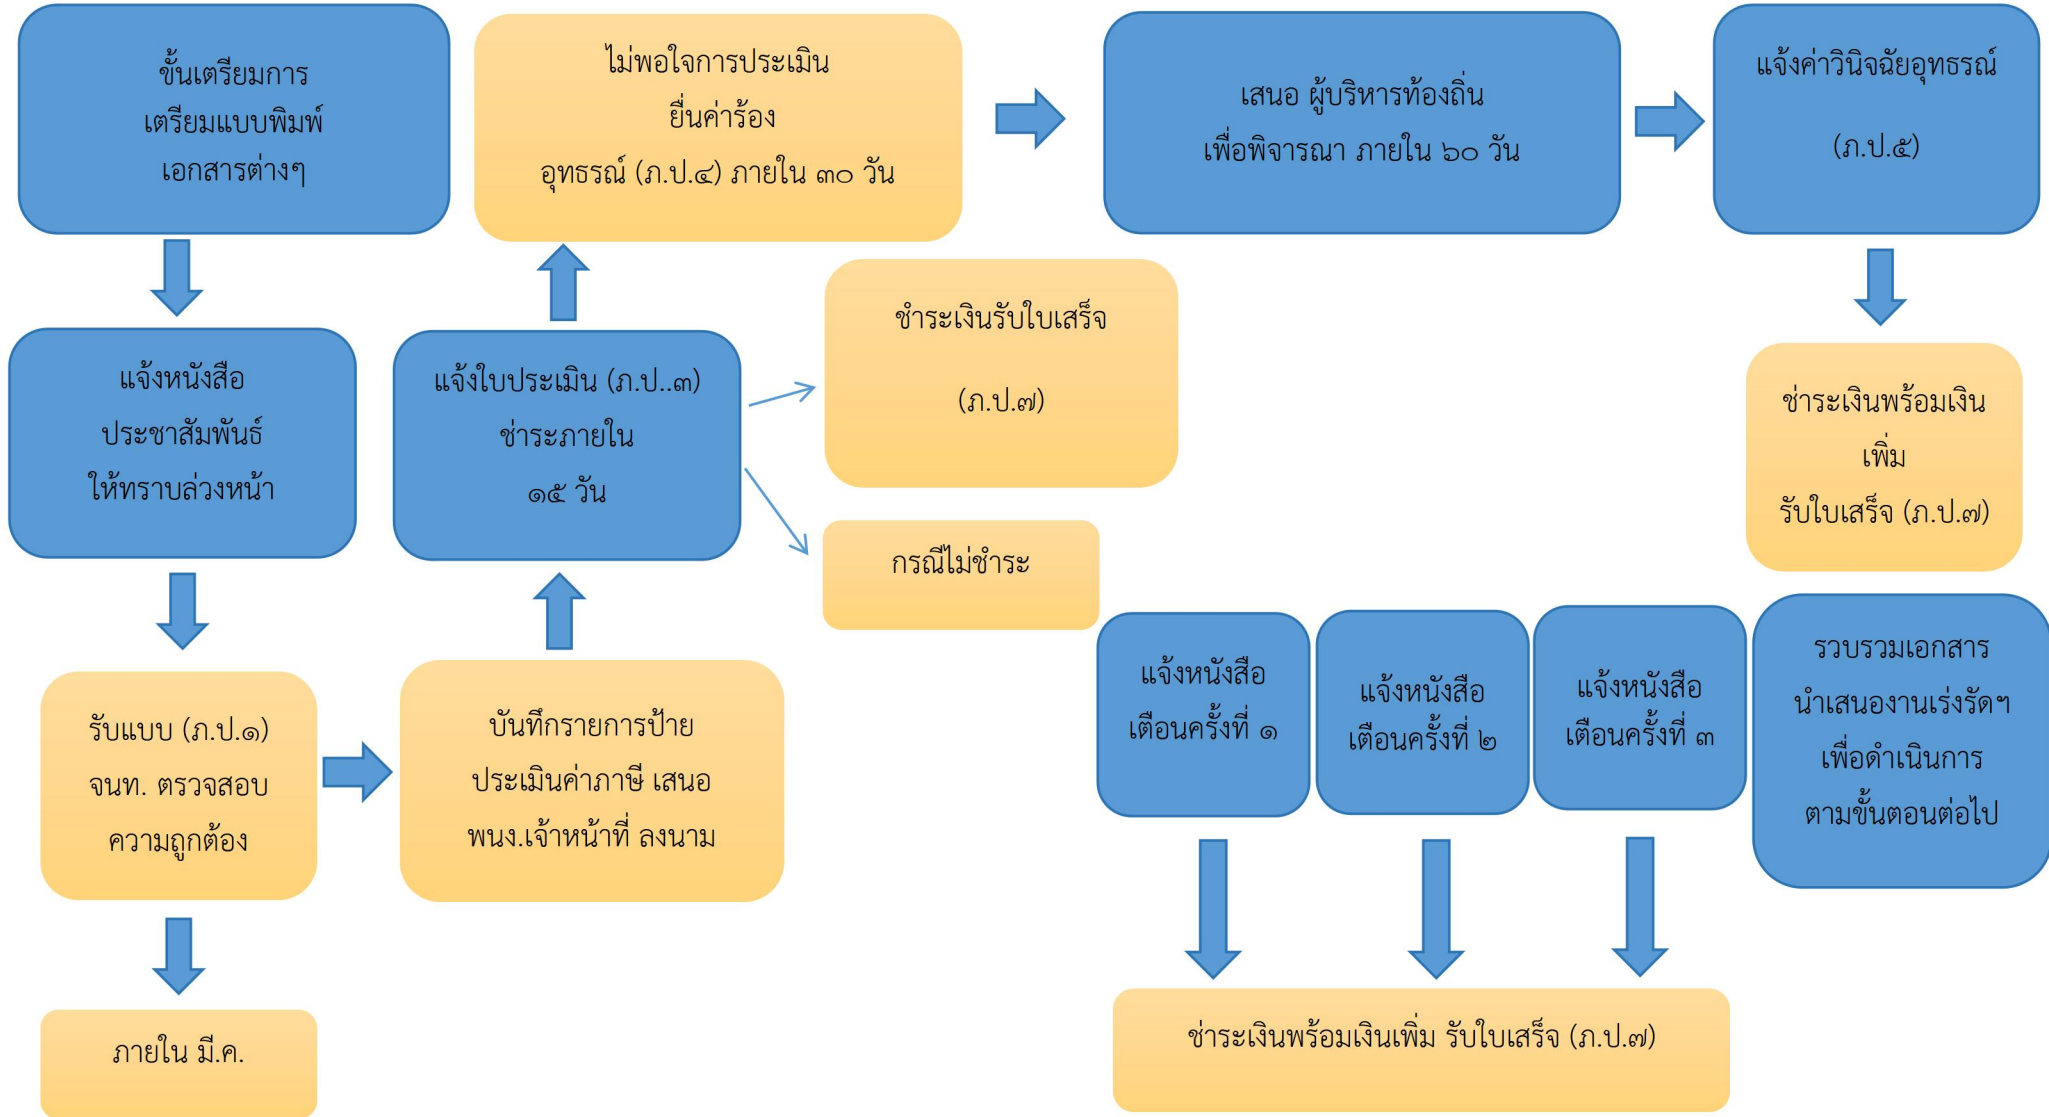 ขั้นเตรียมการ
เตรียมแบบพิมพ์
เอกสารต่างๆ
แจ้งหนังสือ
ประชาสัมพันธ์
ให้ทราบล่วงหน้า
รับแบบ (ภ.ป.๑)
จนท. ตรวจสอบ
ความถูกต้อง
ภายใน มี.ค.
บันทึกรายการป้าย
ประเมินค่าภาษี เสนอ
พนง.เจ้าหน้าที่ ลงนาม
แจ้งใบประเมิน (ภ.ป..๓)
ช่าระภายใน
๑๕ วัน
ไม่พอใจการประเมิน
ยื่นค่าร้อง
อุทธรณ์ (ภ.ป.๔) ภายใน ๓๐ วัน
เสนอ ผู้บริหารท้องถิ่น
เพื่อพิจารณา ภายใน ๖๐ วัน
แจ้งค่าวินิจฉัยอุทธรณ์
(ภ.ป.๕)
ช่าระเงินพร้อมเงิน
เพิ่ม
รับใบเสร็จ (ภ.ป.๗)
ชำระเงินรับใบเสร็จ
(ภ.ป.๗)
กรณีไม่ชำระ
แจ้งหนังสือ
เตือนครั้งที่ ๑
แจ้งหนังสือ
เตือนครั้งที่ ๒
แจ้งหนังสือ
เตือนครั้งที่ ๓
รวบรวมเอกสาร
นำเสนองานเร่งรัดฯ
เพื่อดำเนินการ
ตามขั้นตอนต่อไป
ช่าระเงินพร้อมเงินเพิ่ม รับใบเสร็จ (ภ.ป.๗)